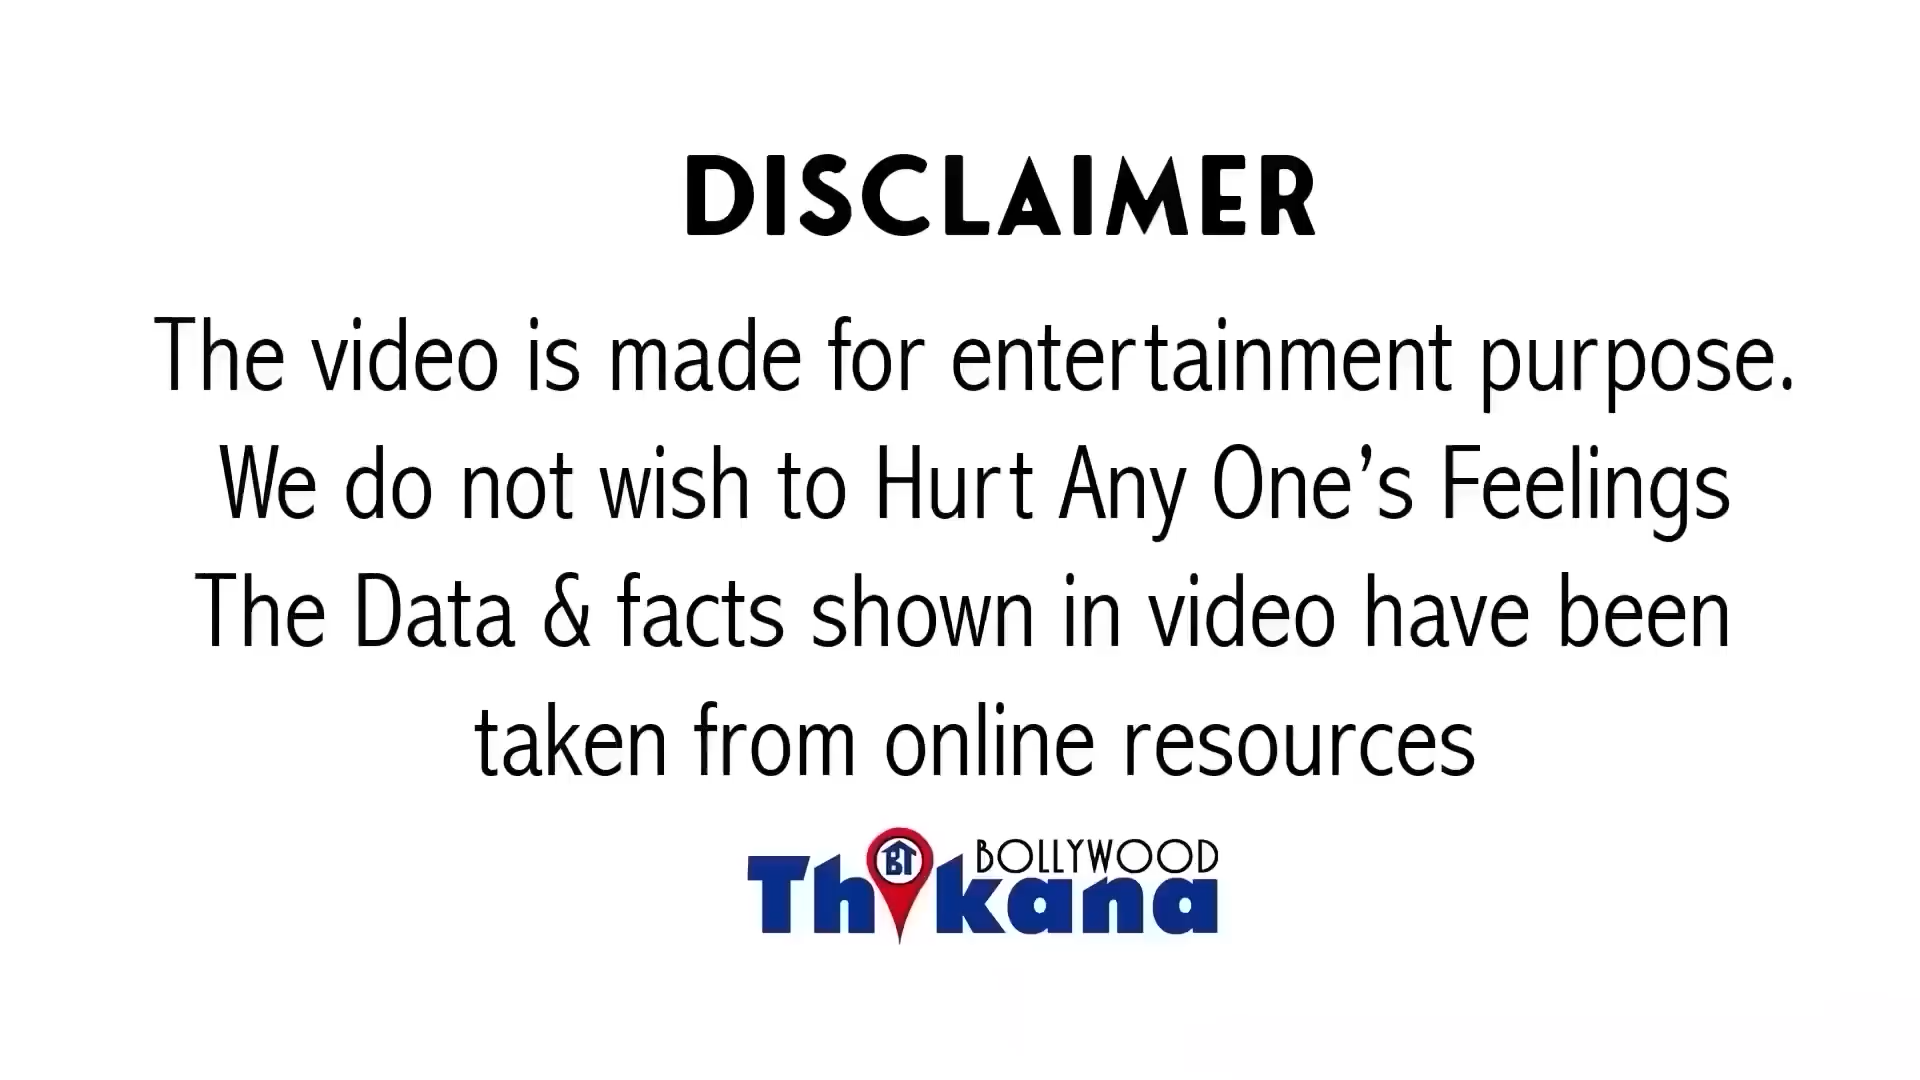 DISCLAIMER
The video is made for entertainment purpose.
We do not wish to Hurt Any One’s Feelings
The Data & facts shown in video have been
taken from online resources
BT
BOLLYWOOD
Thikana